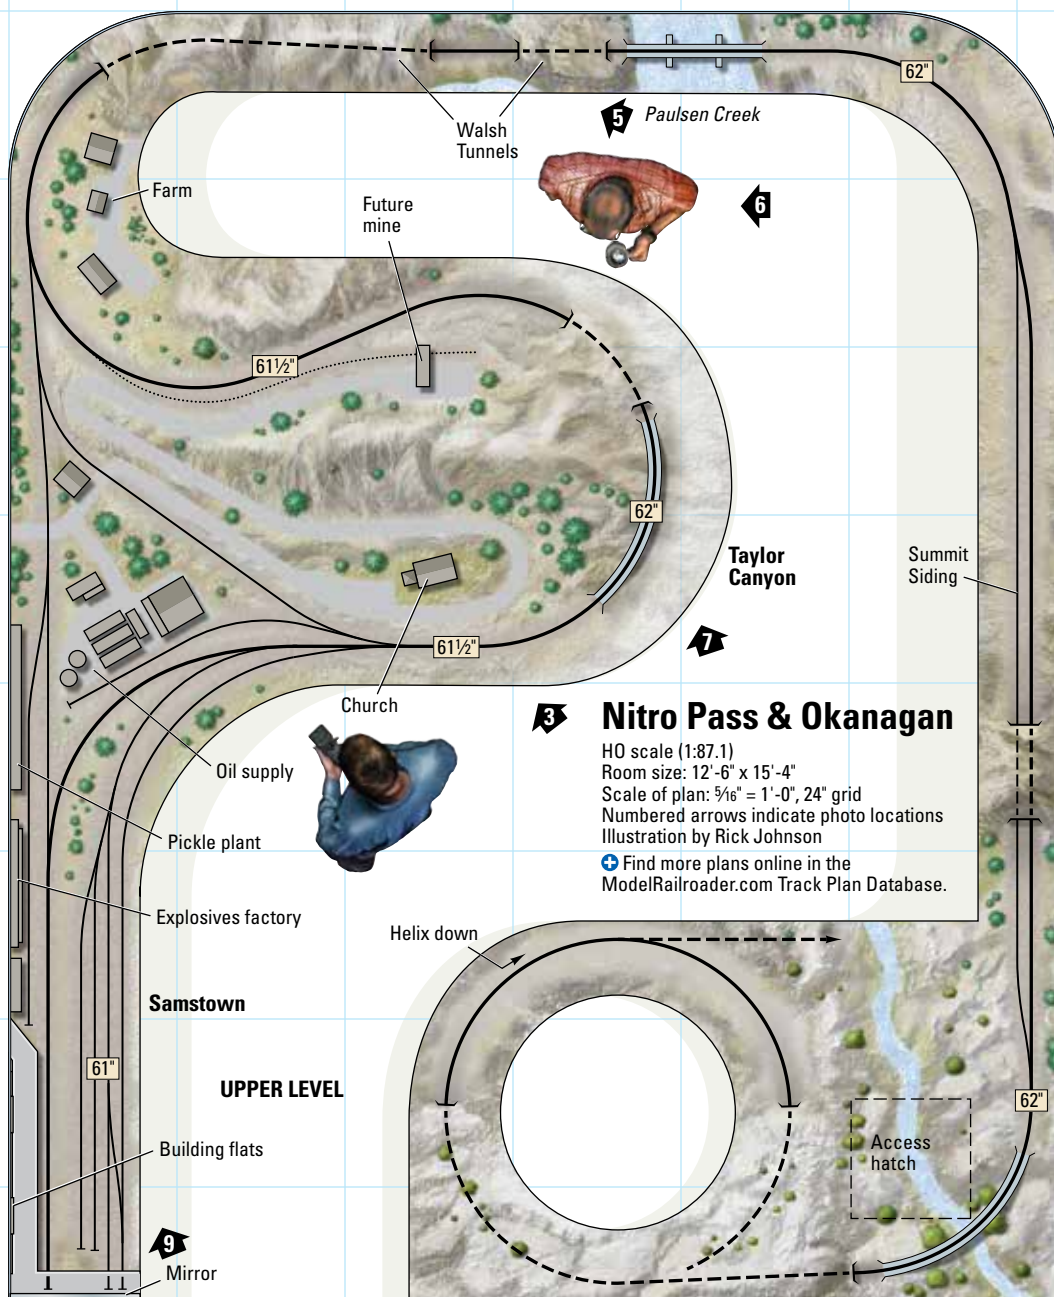 62"
5
Paulsen Creek
Walsh
Tunnels
Farm
Future
mine
6
61½"
62"
Taylor
Canyon
Summit
Siding
7
61½"
Church
3
Nitro Pass & Okanagan
HO scale (1:87.1)
Room size: 12'-6" x 15'-4"
Scale of plan: 5⁄16" = 1'-0", 24" grid
Numbered arrows indicate photo locations
Illustration by Rick Johnson
Find more plans online in the
ModelRailroader.com Track Plan Database.
Oil supply
Pickle plant
Explosives factory
Helix down
Samstown
61"
UPPER LEVEL
62"
Access
hatch
Building flats
9
Mirror